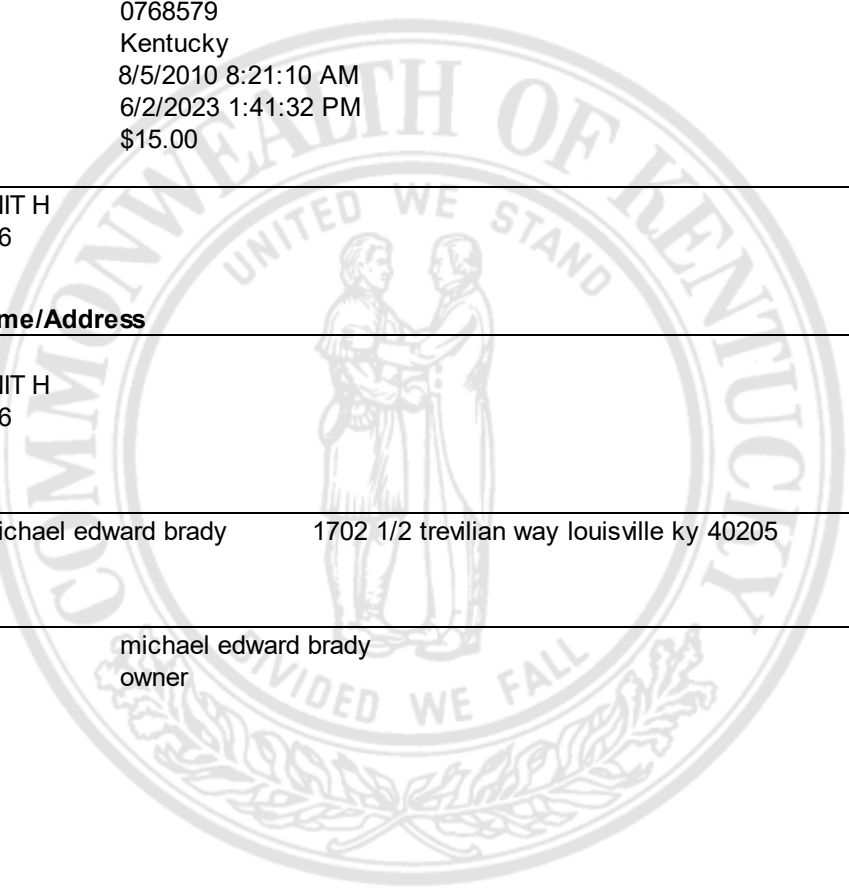 0768579
Kentucky
8/5/2010 8:21:10 AM
6/2/2023 1:41:32 PM
$15.00
COMMONWEALTH OF KENTUCKY
UNITED WE STAND
NIT H
6
me/Address
NIT H
6
ichael edward brady 1702 1/2 trevilian way louisville ky 40205
michael edward brady
owner
DIVIDED WE FALL